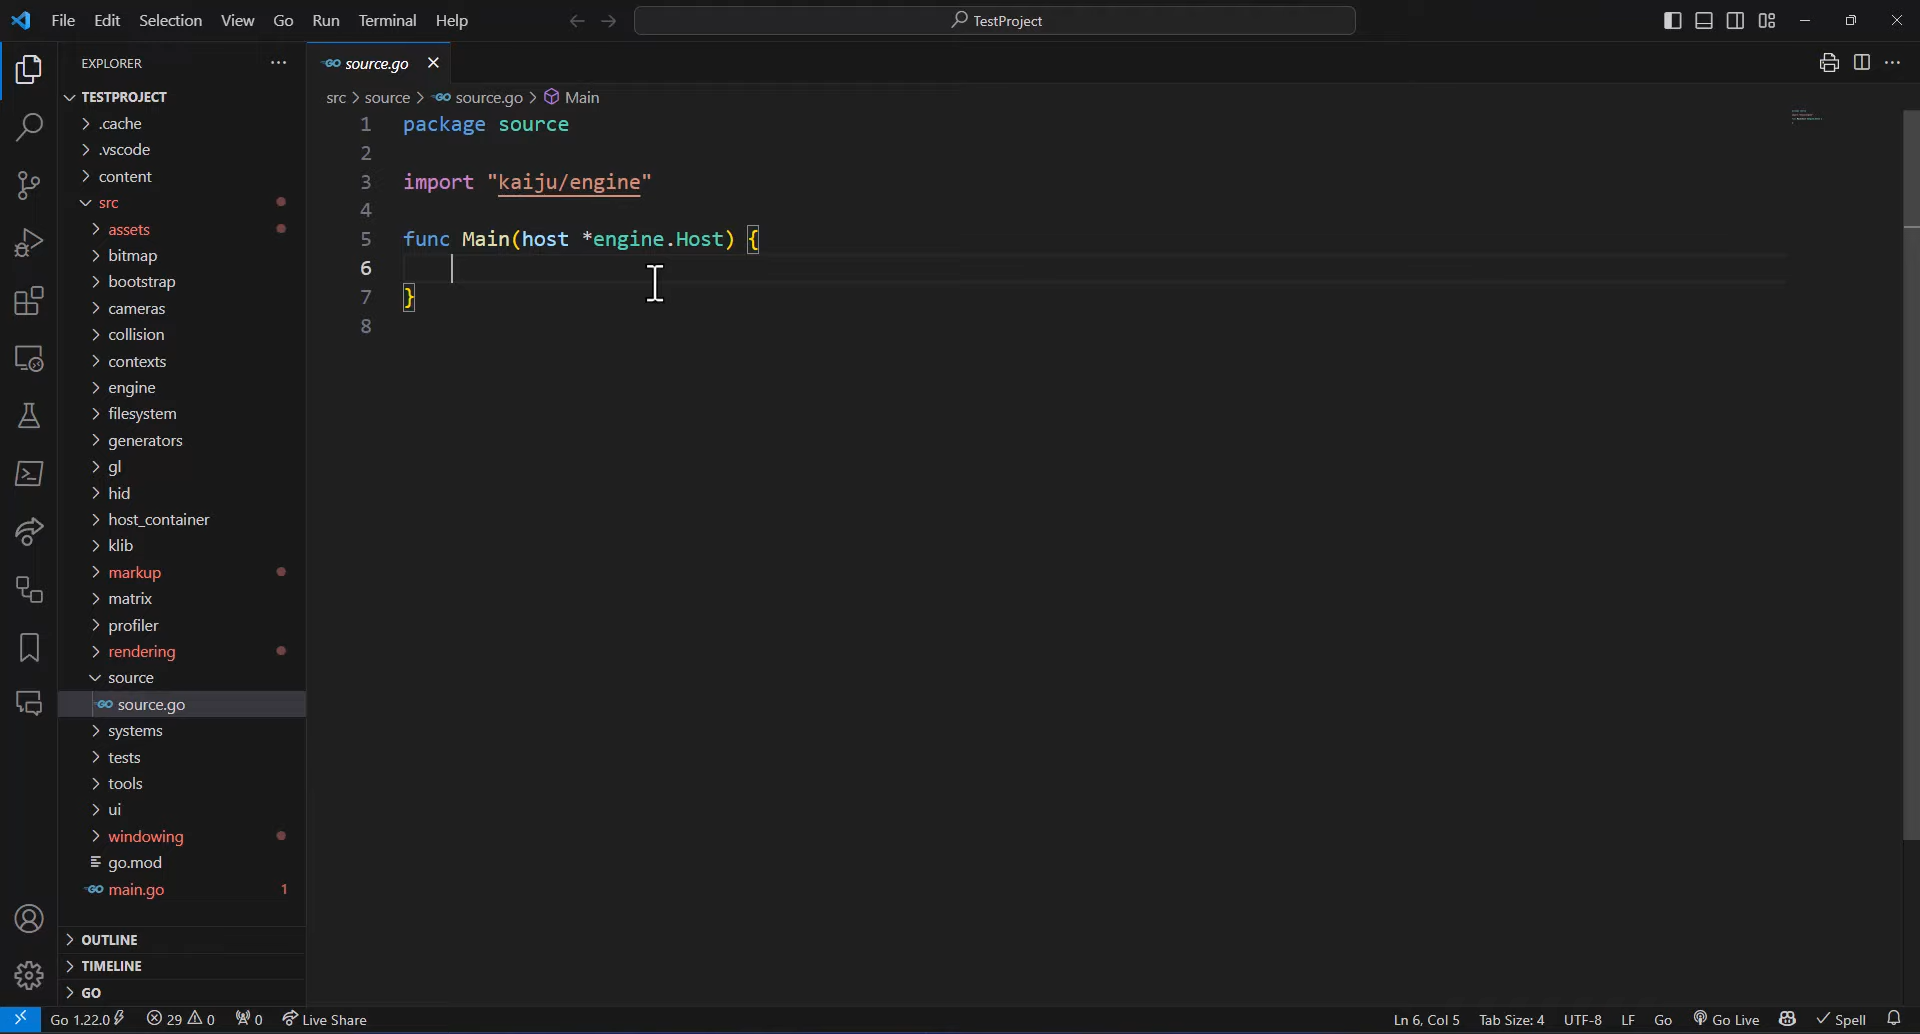 File Edit Selection View Go Run Terminal Help
TestProject
EXPLORER
TESTPROJECT
.cache
.vscode
content
src
assets
bitmap
bootstrap
cameras
collision
contexts
engine
filesystem
generators
gl
hid
host_container
klib
markup
matrix
profiler
rendering
source
source.go
systems
tests
tools
ui
windowing
go.mod
main.go 1
OUTLINE
TIMELINE
GO
source.go
src > source > source.go > Main
1 package source
2
3 import "kaiju/engine"
4
5 func Main(host *engine.Host) {
6
7 }
8
Go 1.22.0 29 0 0 Live Share
Ln 6, Col 5 Tab Size: 4 UTF-8 LF Go Go Live Spell